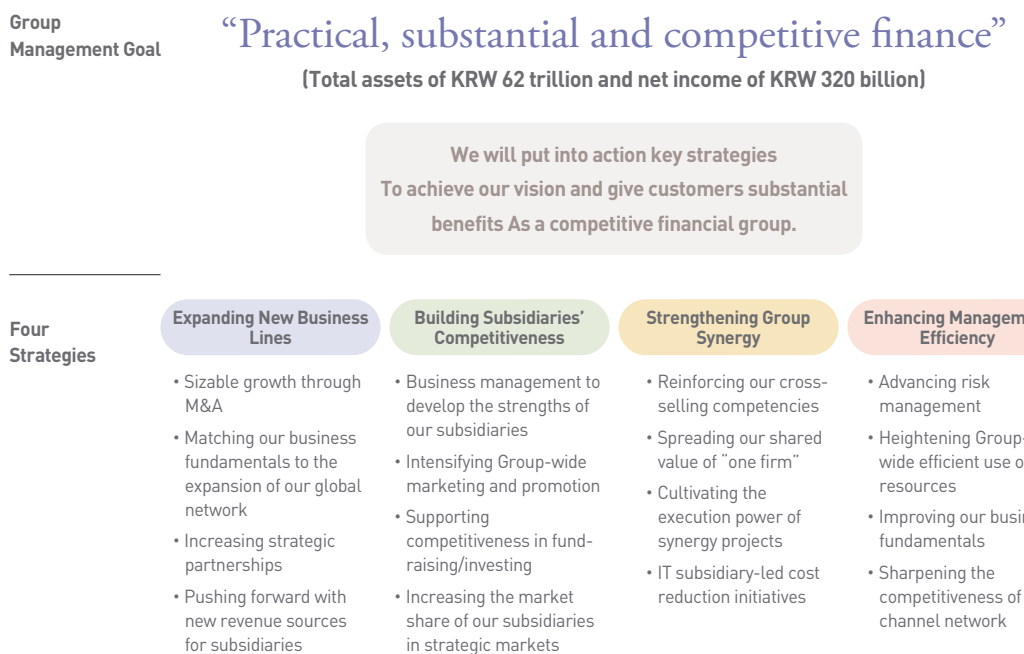 Group
Management Goal
“Practical, substantial and competitive finance”
(Total assets of KRW 62 trillion and net income of KRW 320 billion)
We will put into action key strategies
To achieve our vision and give customers substantial
benefits As a competitive financial group.
Four
Strategies
Expanding New Business
Lines
• Sizable growth through
M&A
• Matching our business
fundamentals to the
expansion of our global
network
• Increasing strategic
partnerships
• Pushing forward with
new revenue sources
for subsidiaries
Building Subsidiaries’
Competitiveness
• Business management to
develop the strengths of
our subsidiaries
• Intensifying Group-wide
marketing and promotion
• Supporting
competitiveness in fund-
raising/investing
• Increasing the market
share of our subsidiaries
in strategic markets
Strengthening Group
Synergy
• Reinforcing our cross-
selling competencies
• Spreading our shared
value of “one firm”
• Cultivating the
execution power of
synergy projects
• IT subsidiary-led cost
reduction initiatives
Enhancing
Efficiency
• Advancing risk
management
• Heightening Group-
wide efficient use
resources
• Improving our
fundamentals
• Sharpening the
competitiveness of
channel network